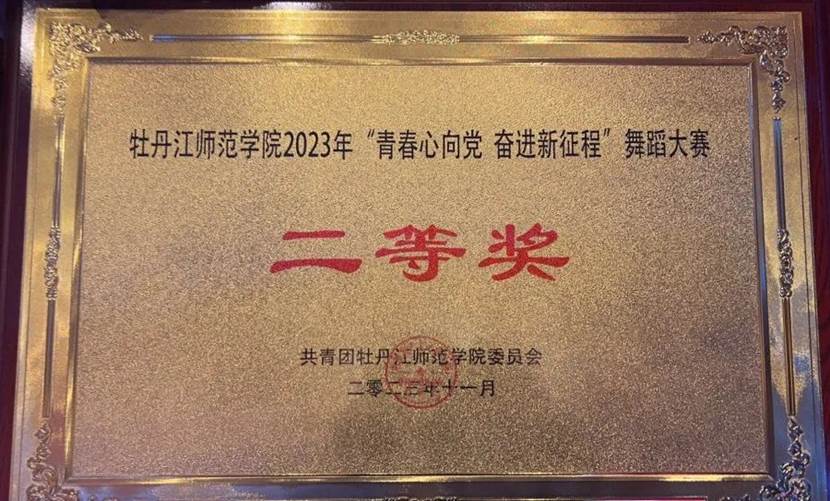 牡丹江师范学院2023年“青春心向党 奋进新征程”舞蹈大赛
二等奖
共青团牡丹江师范学院委员会
二零二三年十一月